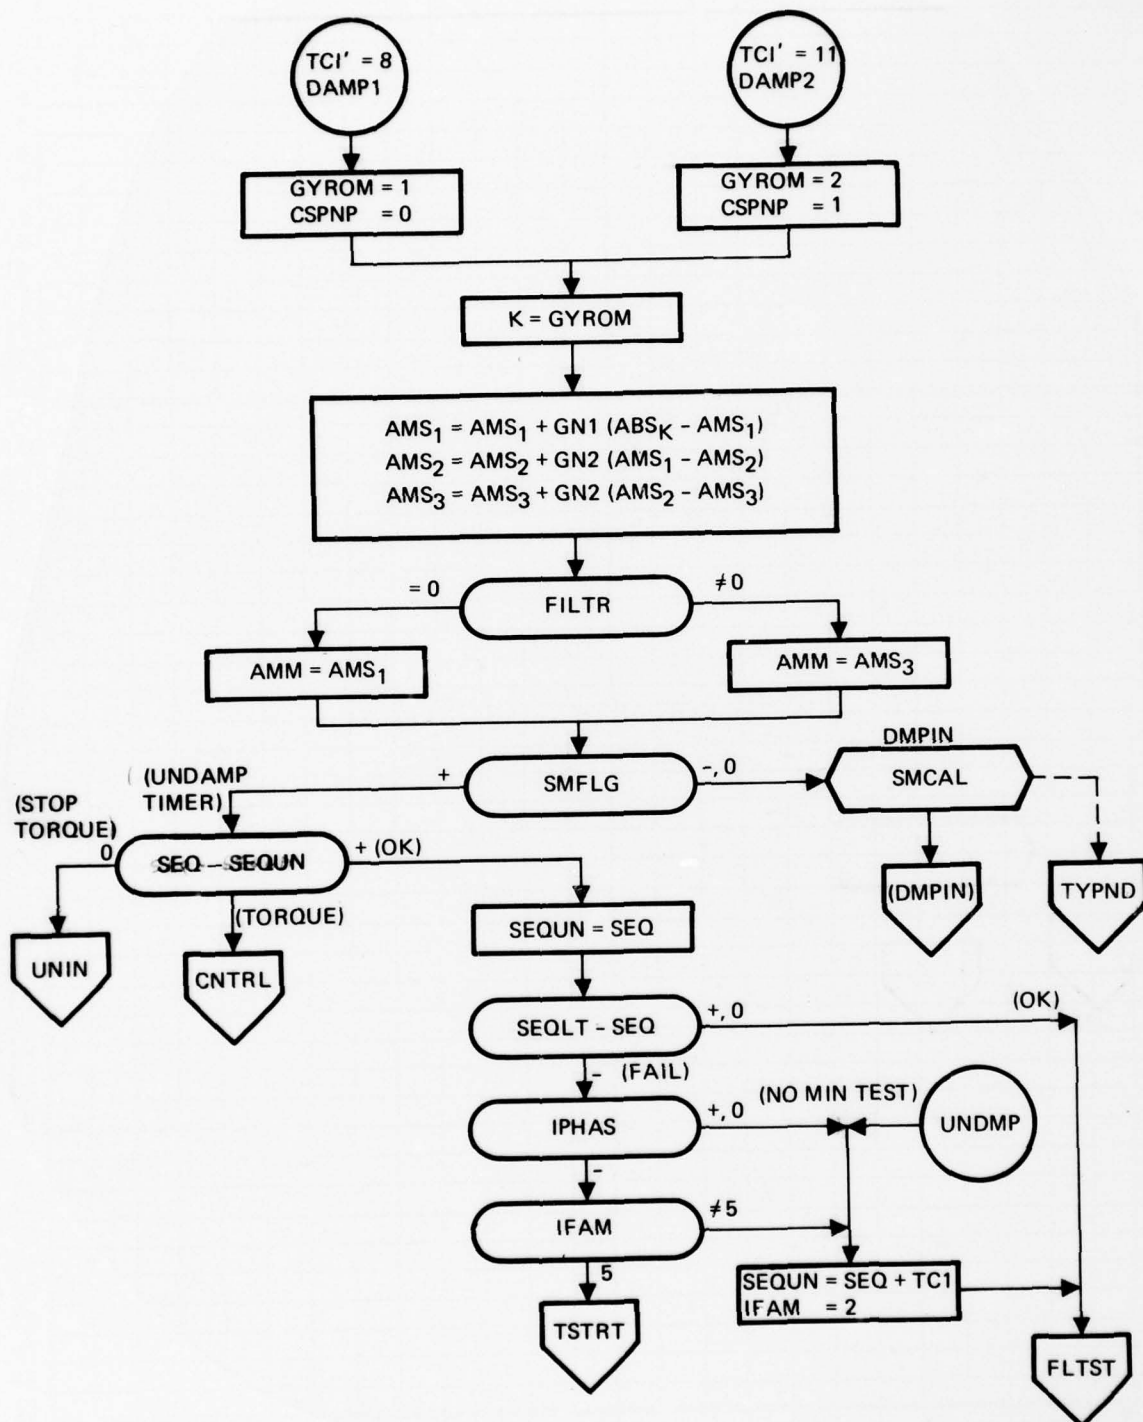 TCI' = 8
DAMP1
TCI' = 11
DAMP2
GYROM = 1
CSPNP = 0
GYROM = 2
CSPNP = 1
K = GYROM
AMS1 = AMS1 + GN1 (ABSK – AMS1)
AMS2 = AMS2 + GN2 (AMS1 – AMS2)
AMS3 = AMS3 + GN2 (AMS2 – AMS3)
= 0
FILTR
≠0
AMM = AMS1
AMM = AMS3
DMPIN
(UNDAMP
TIMER)
+
SMFLG
–, 0
SMCAL
(STOP
TORQUE)
0
SEQ – SEQUN
+ (OK)
(TORQUE)
(DMPIN)
TYPND
UNIN
CNTRL
SEQUN = SEQ
SEQLT – SEQ
+, 0
(OK)
– (FAIL)
(NO MIN TEST)
IPHAS
+, 0
UNDMP
–
IFAM
≠5
5
SEQUN = SEQ + TC1
IFAM = 2
TSTRT
FLTST